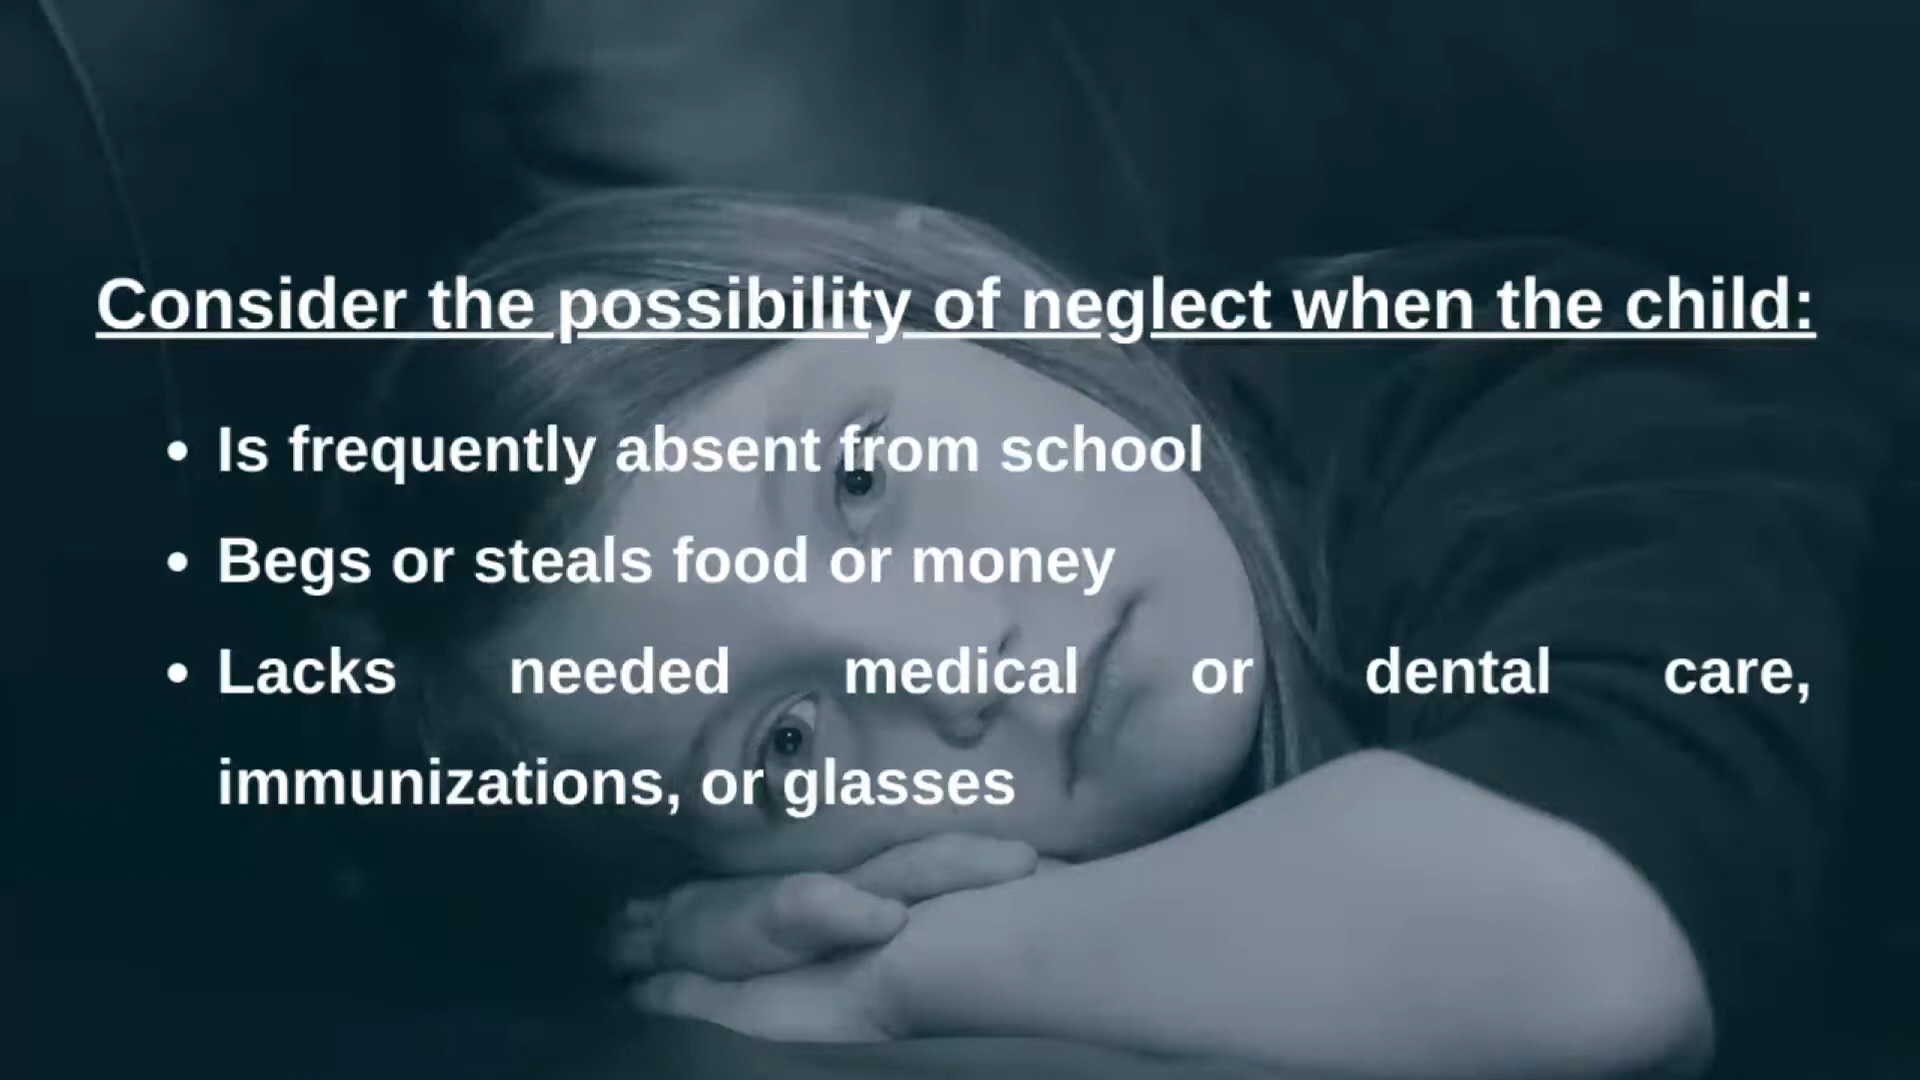 Consider the possibility of neglect when the child:
• Is frequently absent from school
• Begs or steals food or money
• Lacks needed medical or dental care,
immunizations, or glasses